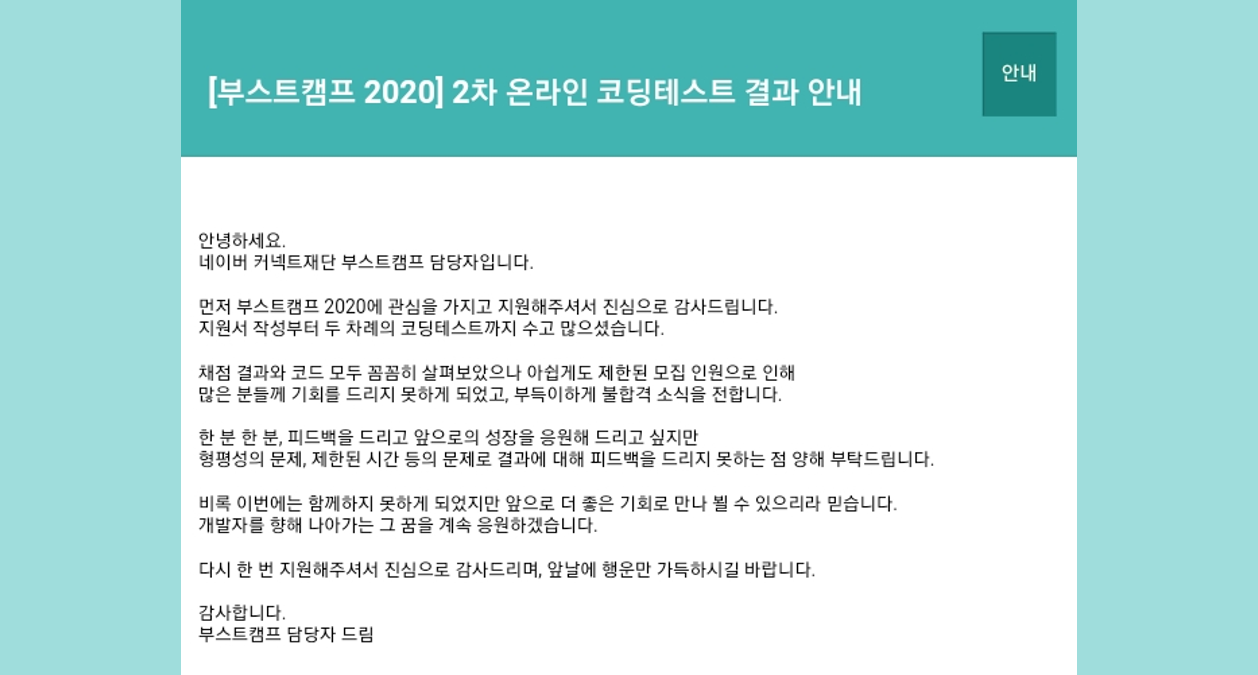 [부스트캠프 2020] 2차 온라인 코딩테스트 결과 안내
안내
안녕하세요.
네이버 커넥트재단 부스트캠프 담당자입니다.
먼저 부스트캠프 2020에 관심을 가지고 지원해주셔서 진심으로 감사드립니다.
지원서 작성부터 두 차례의 코딩테스트까지 수고 많으셨습니다.
채점 결과와 코드 모두 꼼꼼히 살펴보았으나 아쉽게도 제한된 모집 인원으로 인해
많은 분들께 기회를 드리지 못하게 되었고, 부득이하게 불합격 소식을 전합니다.
한 분 한 분, 피드백을 드리고 앞으로의 성장을 응원해 드리고 싶지만
형평성의 문제, 제한된 시간 등의 문제로 결과에 대해 피드백을 드리지 못하는 점 양해 부탁드립니다.
비록 이번에는 함께하지 못하게 되었지만 앞으로 더 좋은 기회로 만나 뵐 수 있으리라 믿습니다.
개발자를 향해 나아가는 그 꿈을 계속 응원하겠습니다.
다시 한 번 지원해주셔서 진심으로 감사드리며, 앞날에 행운만 가득하시길 바랍니다.
감사합니다.
부스트캠프 담당자 드림